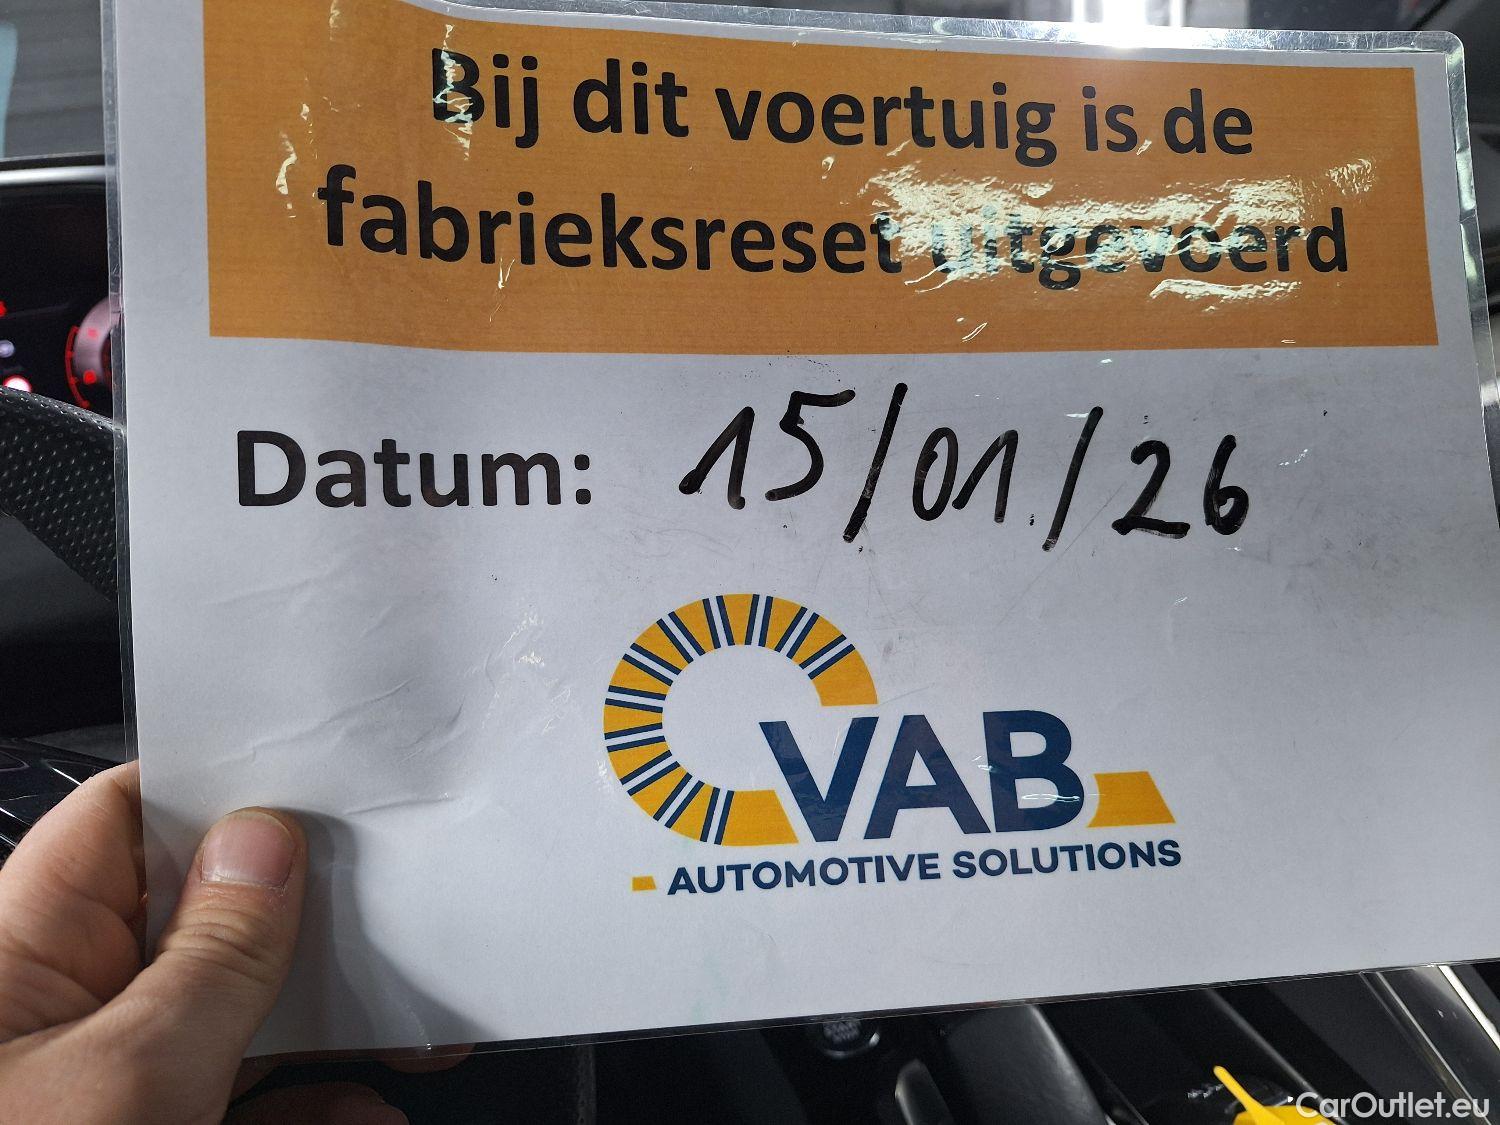 Bij dit voertuig is de
fabrieksreset uitgevoerd
Datum: 15/01/26
VAB
AUTOMOTIVE SOLUTIONS
CarOutlet.eu